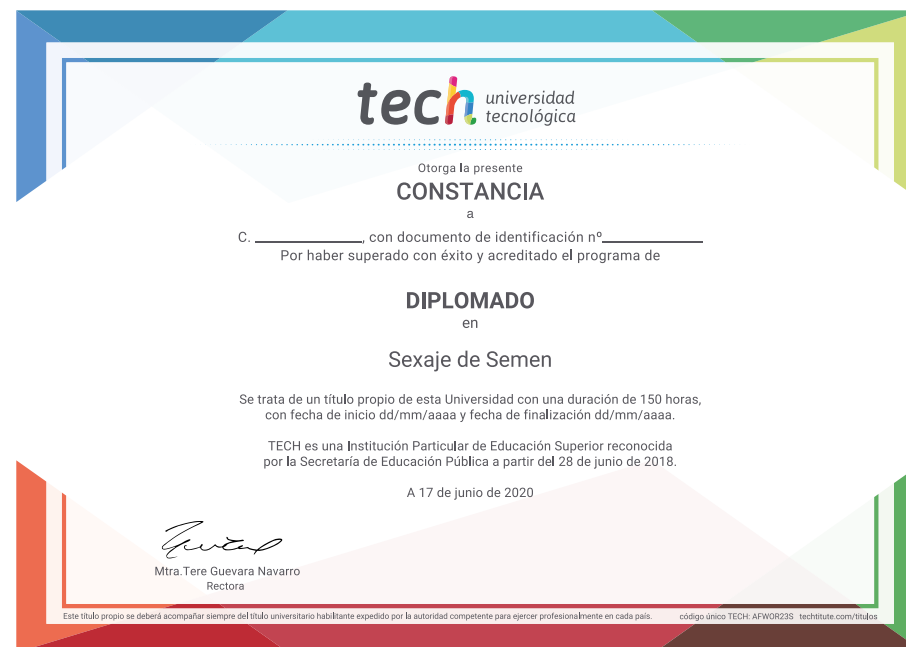 tech universidad
tecnológica
Otorga la presente
CONSTANCIA
a
C. ____________, con documento de identificación nº____________
Por haber superado con éxito y acreditado el programa de
DIPLOMADO
en
Sexaje de Semen
Se trata de un título propio de esta Universidad con una duración de 150 horas,
con fecha de inicio dd/mm/aaaa y fecha de finalización dd/mm/aaaa.
TECH es una Institución Particular de Educación Superior reconocida
por la Secretaría de Educación Pública a partir del 28 de junio de 2018.
A 17 de junio de 2020
Mtra.Tere Guevara Navarro
Rectora
Este título propio se deberá acompañar siempre del título universitario habilitante expedido por la autoridad competente para ejercer profesionalmente en cada país. código único TECH: AFWOR23S techtitute.com/titulos